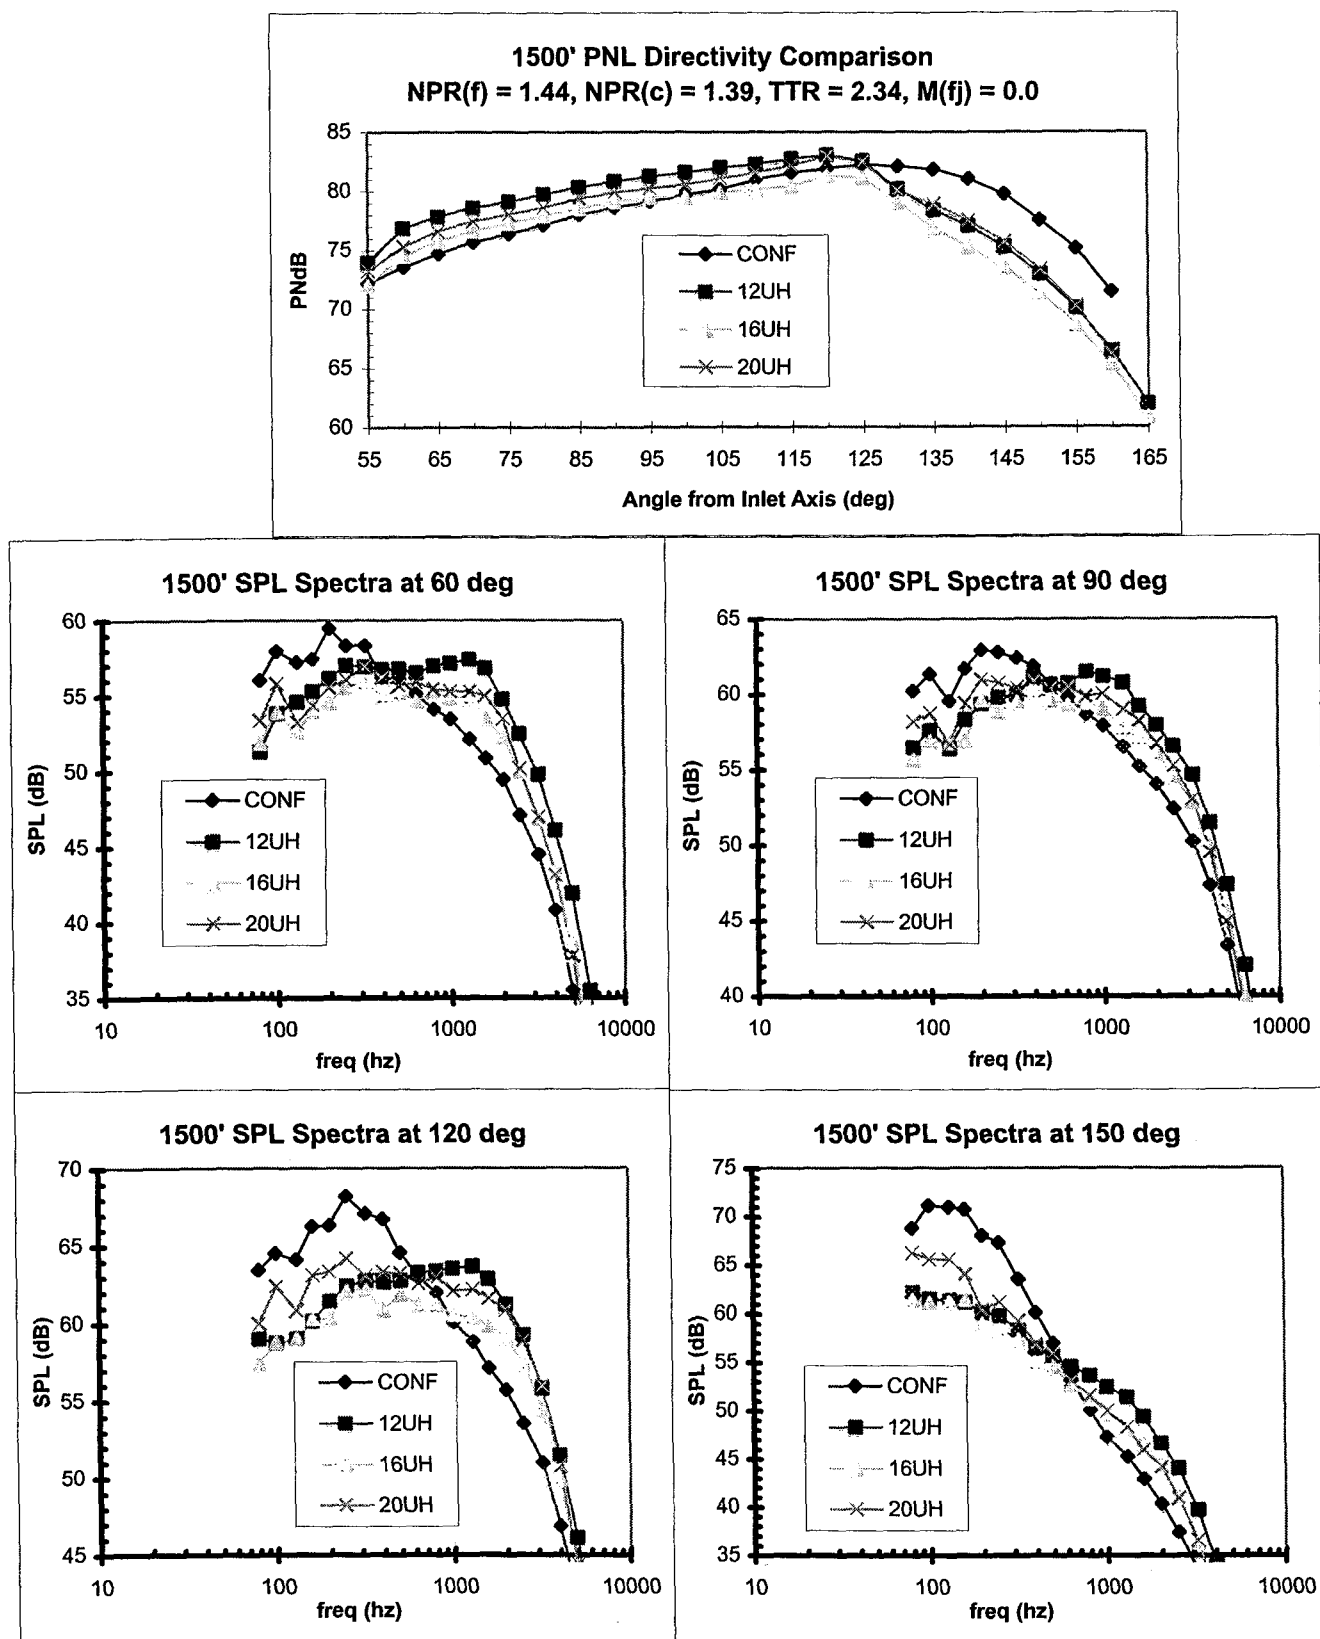 1500' PNL Directivity Comparison
NPR(f) = 1.44, NPR(c) = 1.39, TTR = 2.34, M(fj) = 0.0
85
80
75
70
65
60
PNdB
CONF
12UH
16UH
20UH
55 65 75 85 95 105 115 125 135 145 155 165
Angle from Inlet Axis (deg)
1500' SPL Spectra at 60 deg
60
55
50
45
40
35
SPL (dB)
CONF
12UH
16UH
20UH
10 100 1000 10000
freq (hz)
1500' SPL Spectra at 90 deg
65
60
55
50
45
40
SPL (dB)
CONF
12UH
16UH
20UH
10 100 1000 10000
freq (hz)
1500' SPL Spectra at 120 deg
70
65
60
55
50
45
SPL (dB)
CONF
12UH
16UH
20UH
10 100 1000 10000
freq (hz)
1500' SPL Spectra at 150 deg
75
70
65
60
55
50
45
40
35
SPL (dB)
CONF
12UH
16UH
20UH
10 100 1000 10000
freq (hz)